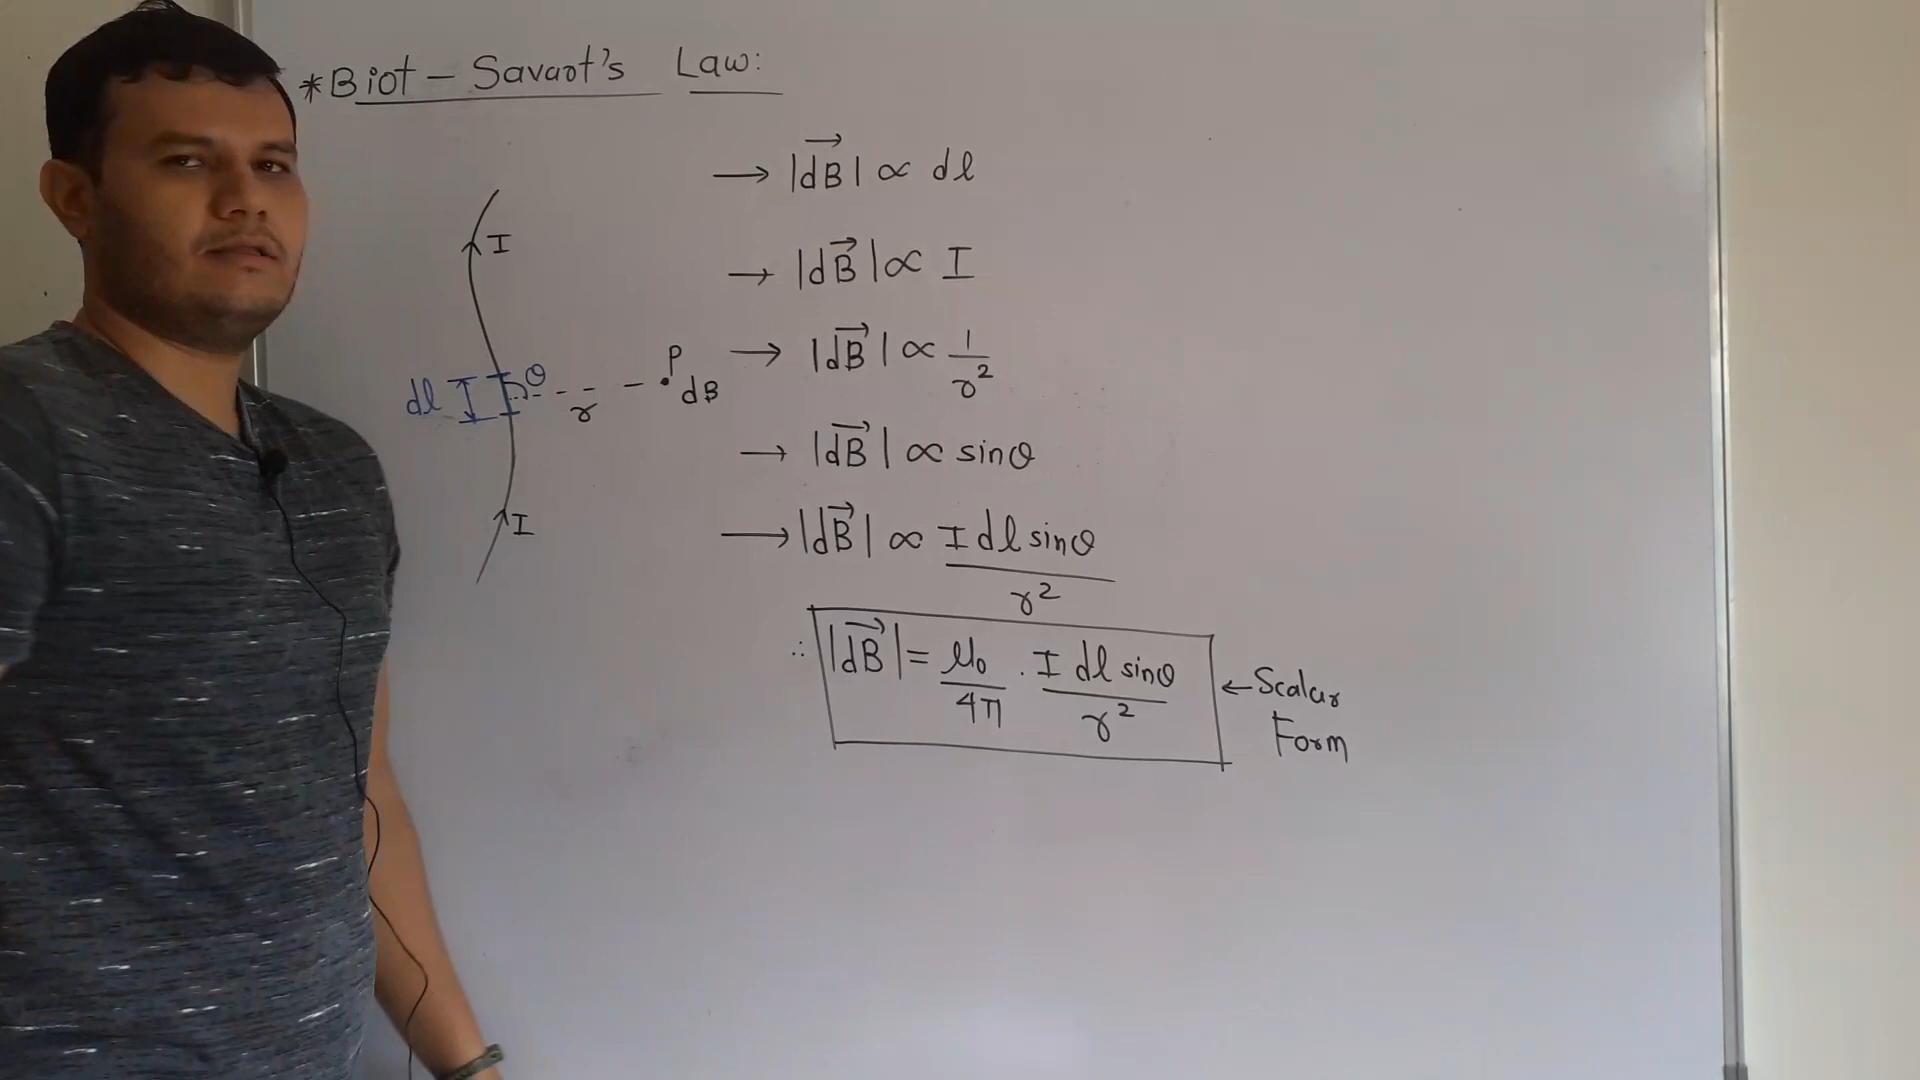 *Biot - Savart's Law:
→ |dB⃗| ∝ dl
I
→ |dB⃗| ∝ I
→ |dB⃗| ∝ 1/r²
dl θ r P dB
→ |dB⃗| ∝ sinθ
I
→ |dB⃗| ∝ I dl sinθ / r²
∴ |dB⃗| = μ₀/4π . I dl sinθ / r² ← Scalar
Form